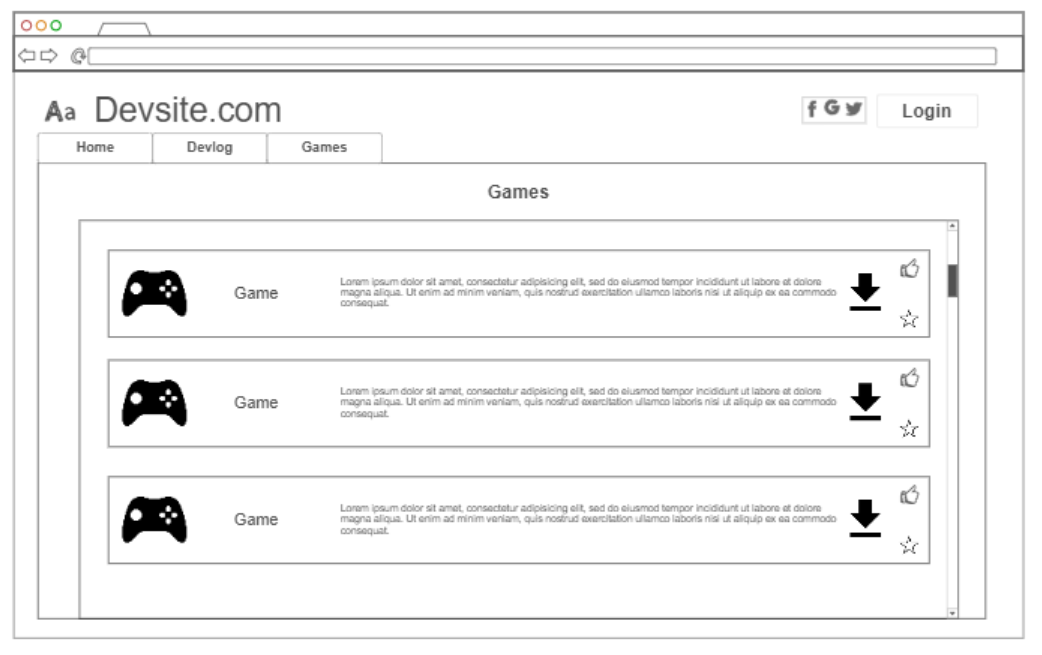 Aa Devsite.com
f G Login
Home Devlog Games
Games
Game
Lorem ipsum dolor sit amet, consectetur adipisicing elit, sed do eiusmod tempor incididunt ut labore et dolore
magna aliqua. Ut enim ad minim veniam, quis nostrud exercitation ullamco laboris nisi ut aliquip ex ea commodo
consequat.
Game
Lorem ipsum dolor sit amet, consectetur adipisicing elit, sed do eiusmod tempor incididunt ut labore et dolore
magna aliqua. Ut enim ad minim veniam, quis nostrud exercitation ullamco laboris nisi ut aliquip ex ea commodo
consequat.
Game
Lorem ipsum dolor sit amet, consectetur adipisicing elit, sed do eiusmod tempor incididunt ut labore et dolore
magna aliqua. Ut enim ad minim veniam, quis nostrud exercitation ullamco laboris nisi ut aliquip ex ea commodo
consequat.